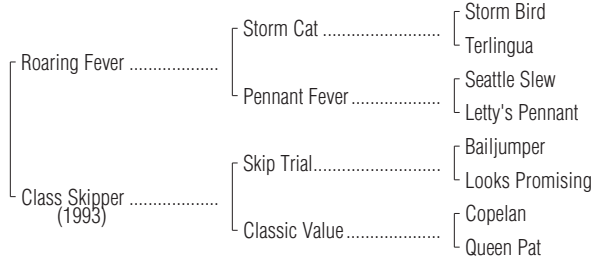 Storm Bird
Storm Cat ........................
Terlingua
Roaring Fever ..................
Seattle Slew
Pennant Fever ..................
Letty's Pennant
Bailjumper
Skip Trial..........................
Looks Promising
Class Skipper ..................
(1993)
Copelan
Classic Value ...................
Queen Pat